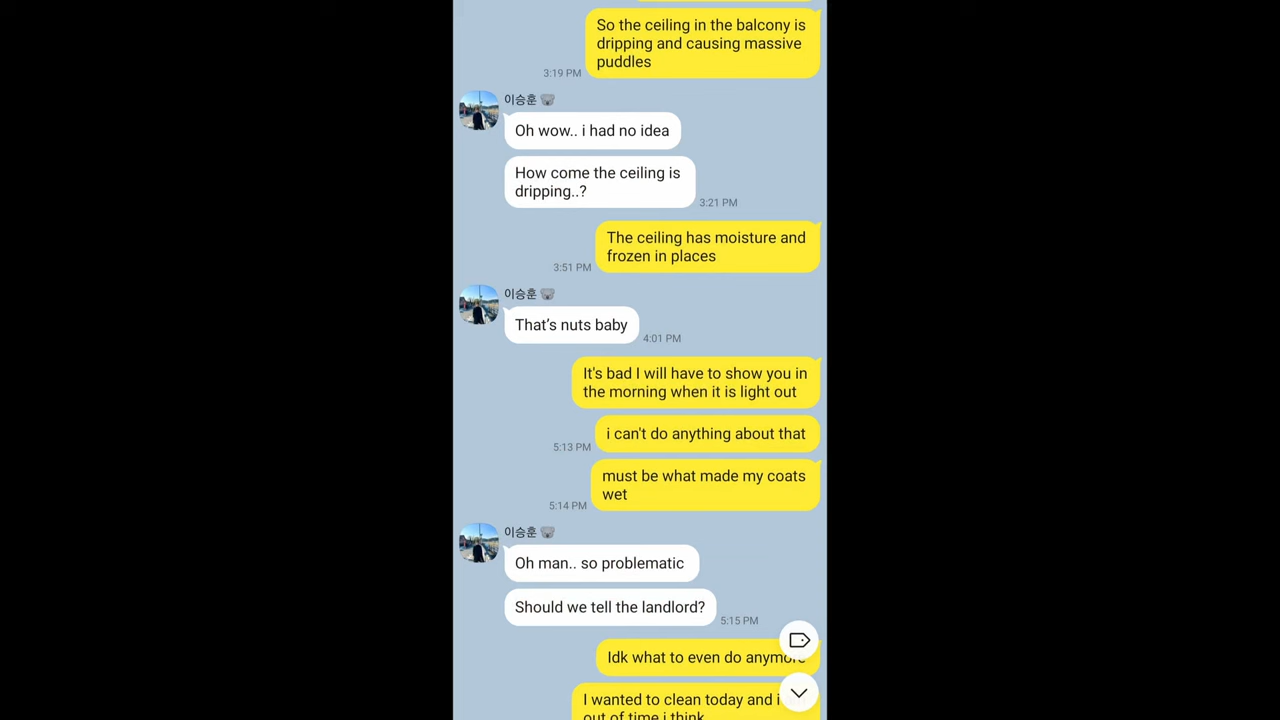 So the ceiling in the balcony is
dripping and causing massive
puddles
3:19 PM
이승훈
Oh wow.. i had no idea
How come the ceiling is
dripping..?
3:21 PM
The ceiling has moisture and
frozen in places
3:51 PM
이승훈
That's nuts baby
4:01 PM
It's bad I will have to show you in
the morning when it is light out
i can't do anything about that
5:13 PM
must be what made my coats
wet
5:14 PM
이승훈
Oh man.. so problematic
Should we tell the landlord?
5:15 PM
Idk what to even do anymore
I wanted to clean today and i
out of time i think